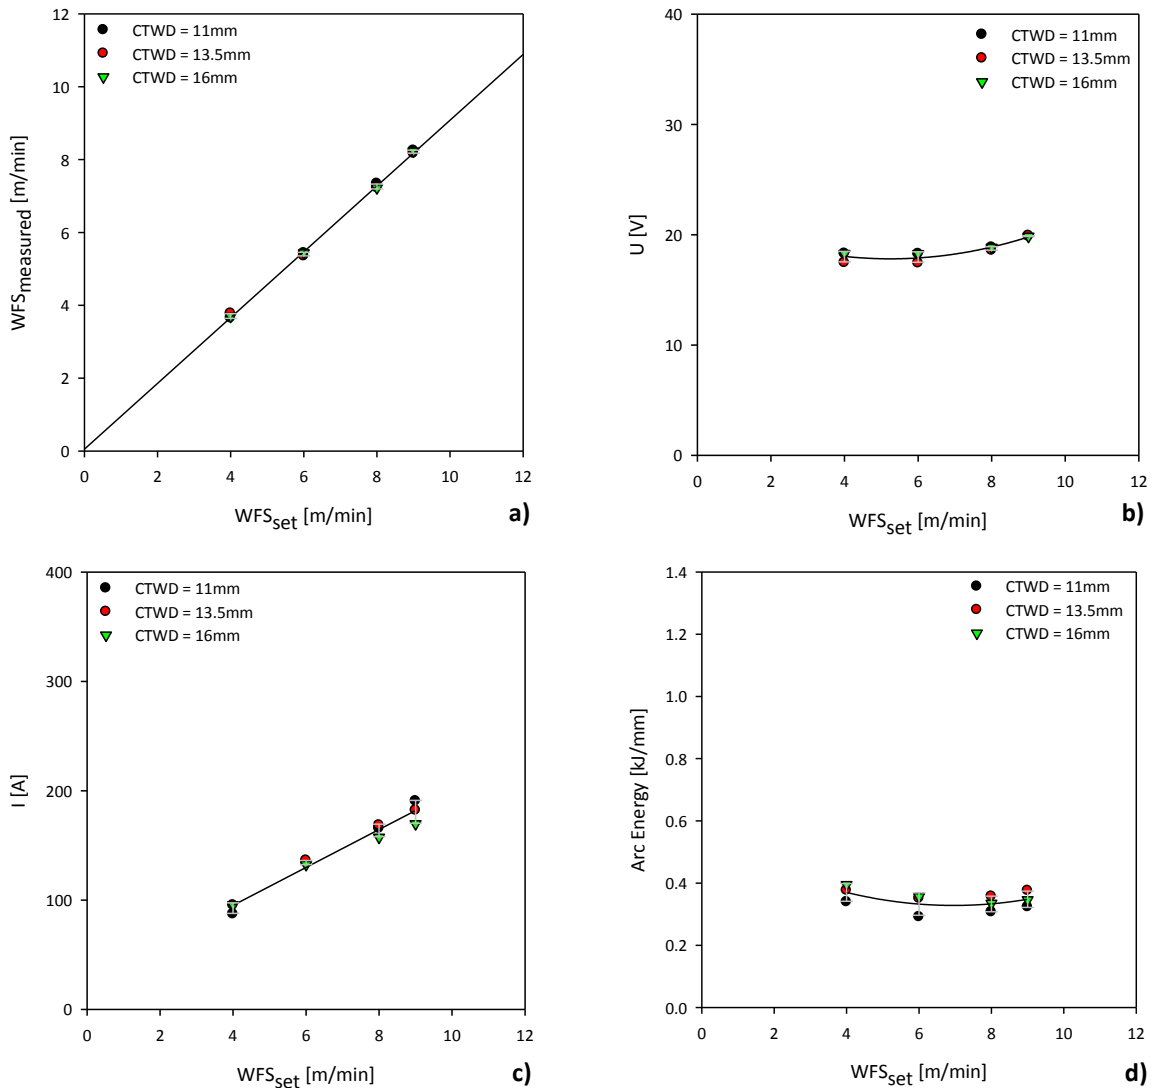 12
10
8
6
4
2
0
WFSmeasured [m/min]
CTWD = 11mm
CTWD = 13.5mm
CTWD = 16mm
0 2 4 6 8 10 12
WFSset [m/min]
a)
40
30
20
10
0
U [V]
CTWD = 11mm
CTWD = 13.5mm
CTWD = 16mm
0 2 4 6 8 10 12
WFSset [m/min]
b)
400
300
200
100
0
I [A]
CTWD = 11mm
CTWD = 13.5mm
CTWD = 16mm
0 2 4 6 8 10 12
WFSset [m/min]
c)
1.4
1.2
1.0
0.8
0.6
0.4
0.2
0.0
Arc Energy [kJ/mm]
CTWD = 11mm
CTWD = 13.5mm
CTWD = 16mm
0 2 4 6 8 10 12
WFSset [m/min]
d)